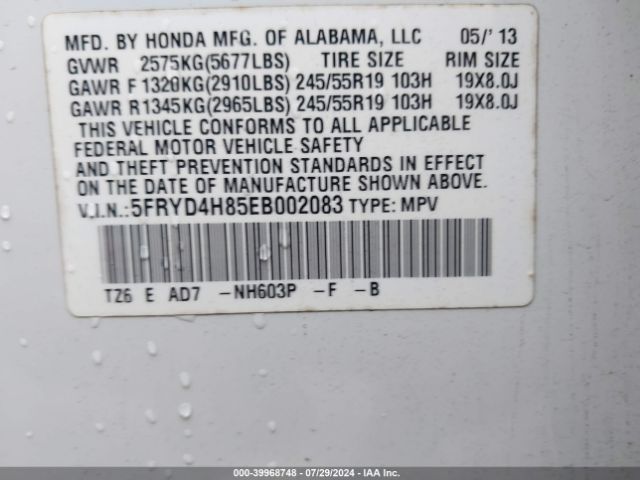 MFD. BY HONDA MFG. OF ALABAMA, LLC 05/' 13
GVWR 2575KG(5677LBS) TIRE SIZE RIM SIZE
GAWR F 1320KG(2910LBS) 245/55R19 103H 19X8.0J
GAWR R1345KG(2965LBS) 245/55R19 103H 19X8.0J
THIS VEHICLE CONFORMS TO ALL APPLICABLE
FEDERAL MOTOR VEHICLE SAFETY
AND THEFT PREVENTION STANDARDS IN EFFECT
ON THE DATE OF MANUFACTURE SHOWN ABOVE.
V.I.N.:5FRYD4H85EB002083 TYPE: MPV
TZ6 E AD7 -NH603P -F -B
000-39968748 - 07/29/2024 - IAA Inc.